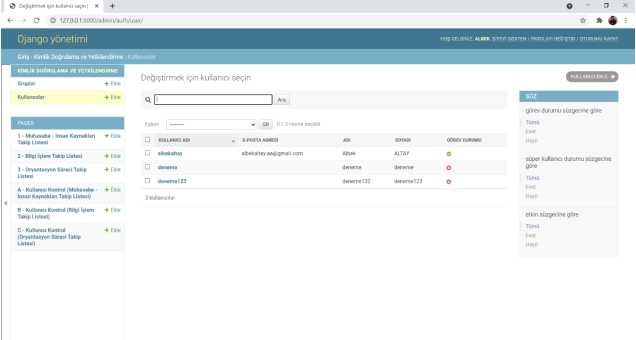 Değiştirmek için kullanıcı seçin |
127.0.0.1:8000/admin/auth/user/
Django yönetimi
HOŞ GELDİNİZ, ALBEK. SİTEYİ GÖSTER / PAROLAYI DEĞİŞTİR / OTURUMU KAPAT
Giriş › Kimlik Doğrulama ve Yetkilendirme › Kullanıcılar
KİMLİK DOĞRULAMA VE YETKİLENDİRME
Gruplar + Ekle
Kullanıcılar + Ekle
PAGES
1 - Muhasebe - İnsan Kaynakları + Ekle
Takip Listesi
2 - Bilgi İşlem Takip Listesi + Ekle
3 - Oryantasyon Süreci Takip + Ekle
Listesi
A - Kullanıcı Kontrol (Muhasebe - + Ekle
İnsan Kaynakları Takip Listesi)
B - Kullanıcı Kontrol (Bilgi İşlem + Ekle
Takip Listesi)
C - Kullanıcı Kontrol + Ekle
(Oryantasyon Süreci Takip
Listesi)
«
Değiştirmek için kullanıcı seçin
KULLANICI EKLE +
Ara
Eylem: --------- Git 0 / 3 nesne seçildi
KULLANICI ADI E-POSTA ADRESİ ADI SOYADI GÖREV DURUMU
albekaltay albekaltay.aa@gmail.com Albek ALTAY
deneme deneme deneme
deneme123 deneme132 deneme123
3 kullanıcılar
SÜZ
görev durumu süzgecine göre
Tümü
Evet
Hayır
süper kullanıcı durumu süzgecine
göre
Tümü
Evet
Hayır
etkin süzgecine göre
Tümü
Evet
Hayır